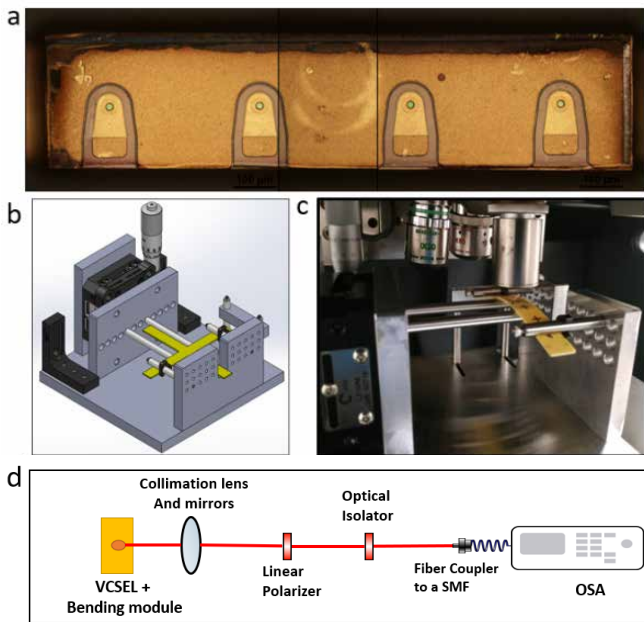 a
100 μm
100 μm
b
c
d
Collimation lens
And mirrors
Optical
Isolator
VCSEL +
Bending module
Linear
Polarizer
Fiber Coupler
to a SMF
OSA